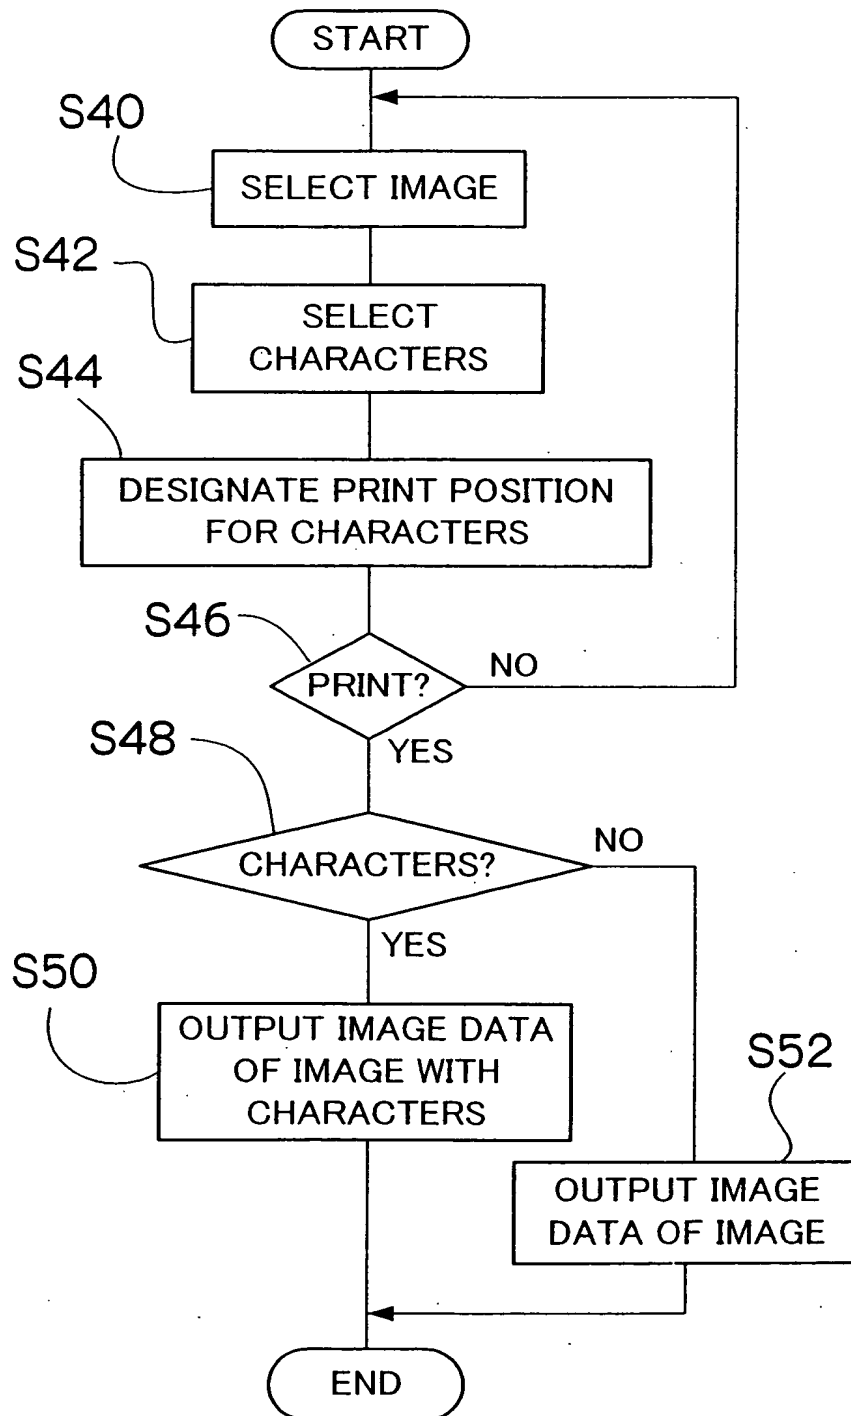 START
S40
SELECT IMAGE
S42
SELECT
CHARACTERS
S44
DESIGNATE PRINT POSITION
FOR CHARACTERS
S46
PRINT?
NO
YES
S48
CHARACTERS?
NO
YES
S50
OUTPUT IMAGE DATA
OF IMAGE WITH
CHARACTERS
S52
OUTPUT IMAGE
DATA OF IMAGE
END